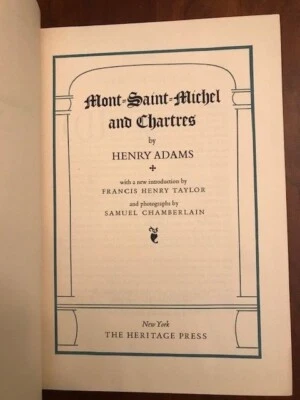 Mont-Saint-Michel
and Chartres
by
HENRY ADAMS
with a new introduction by
FRANCIS HENRY TAYLOR
and photographs by
SAMUEL CHAMBERLAIN
New York
THE HERITAGE PRESS